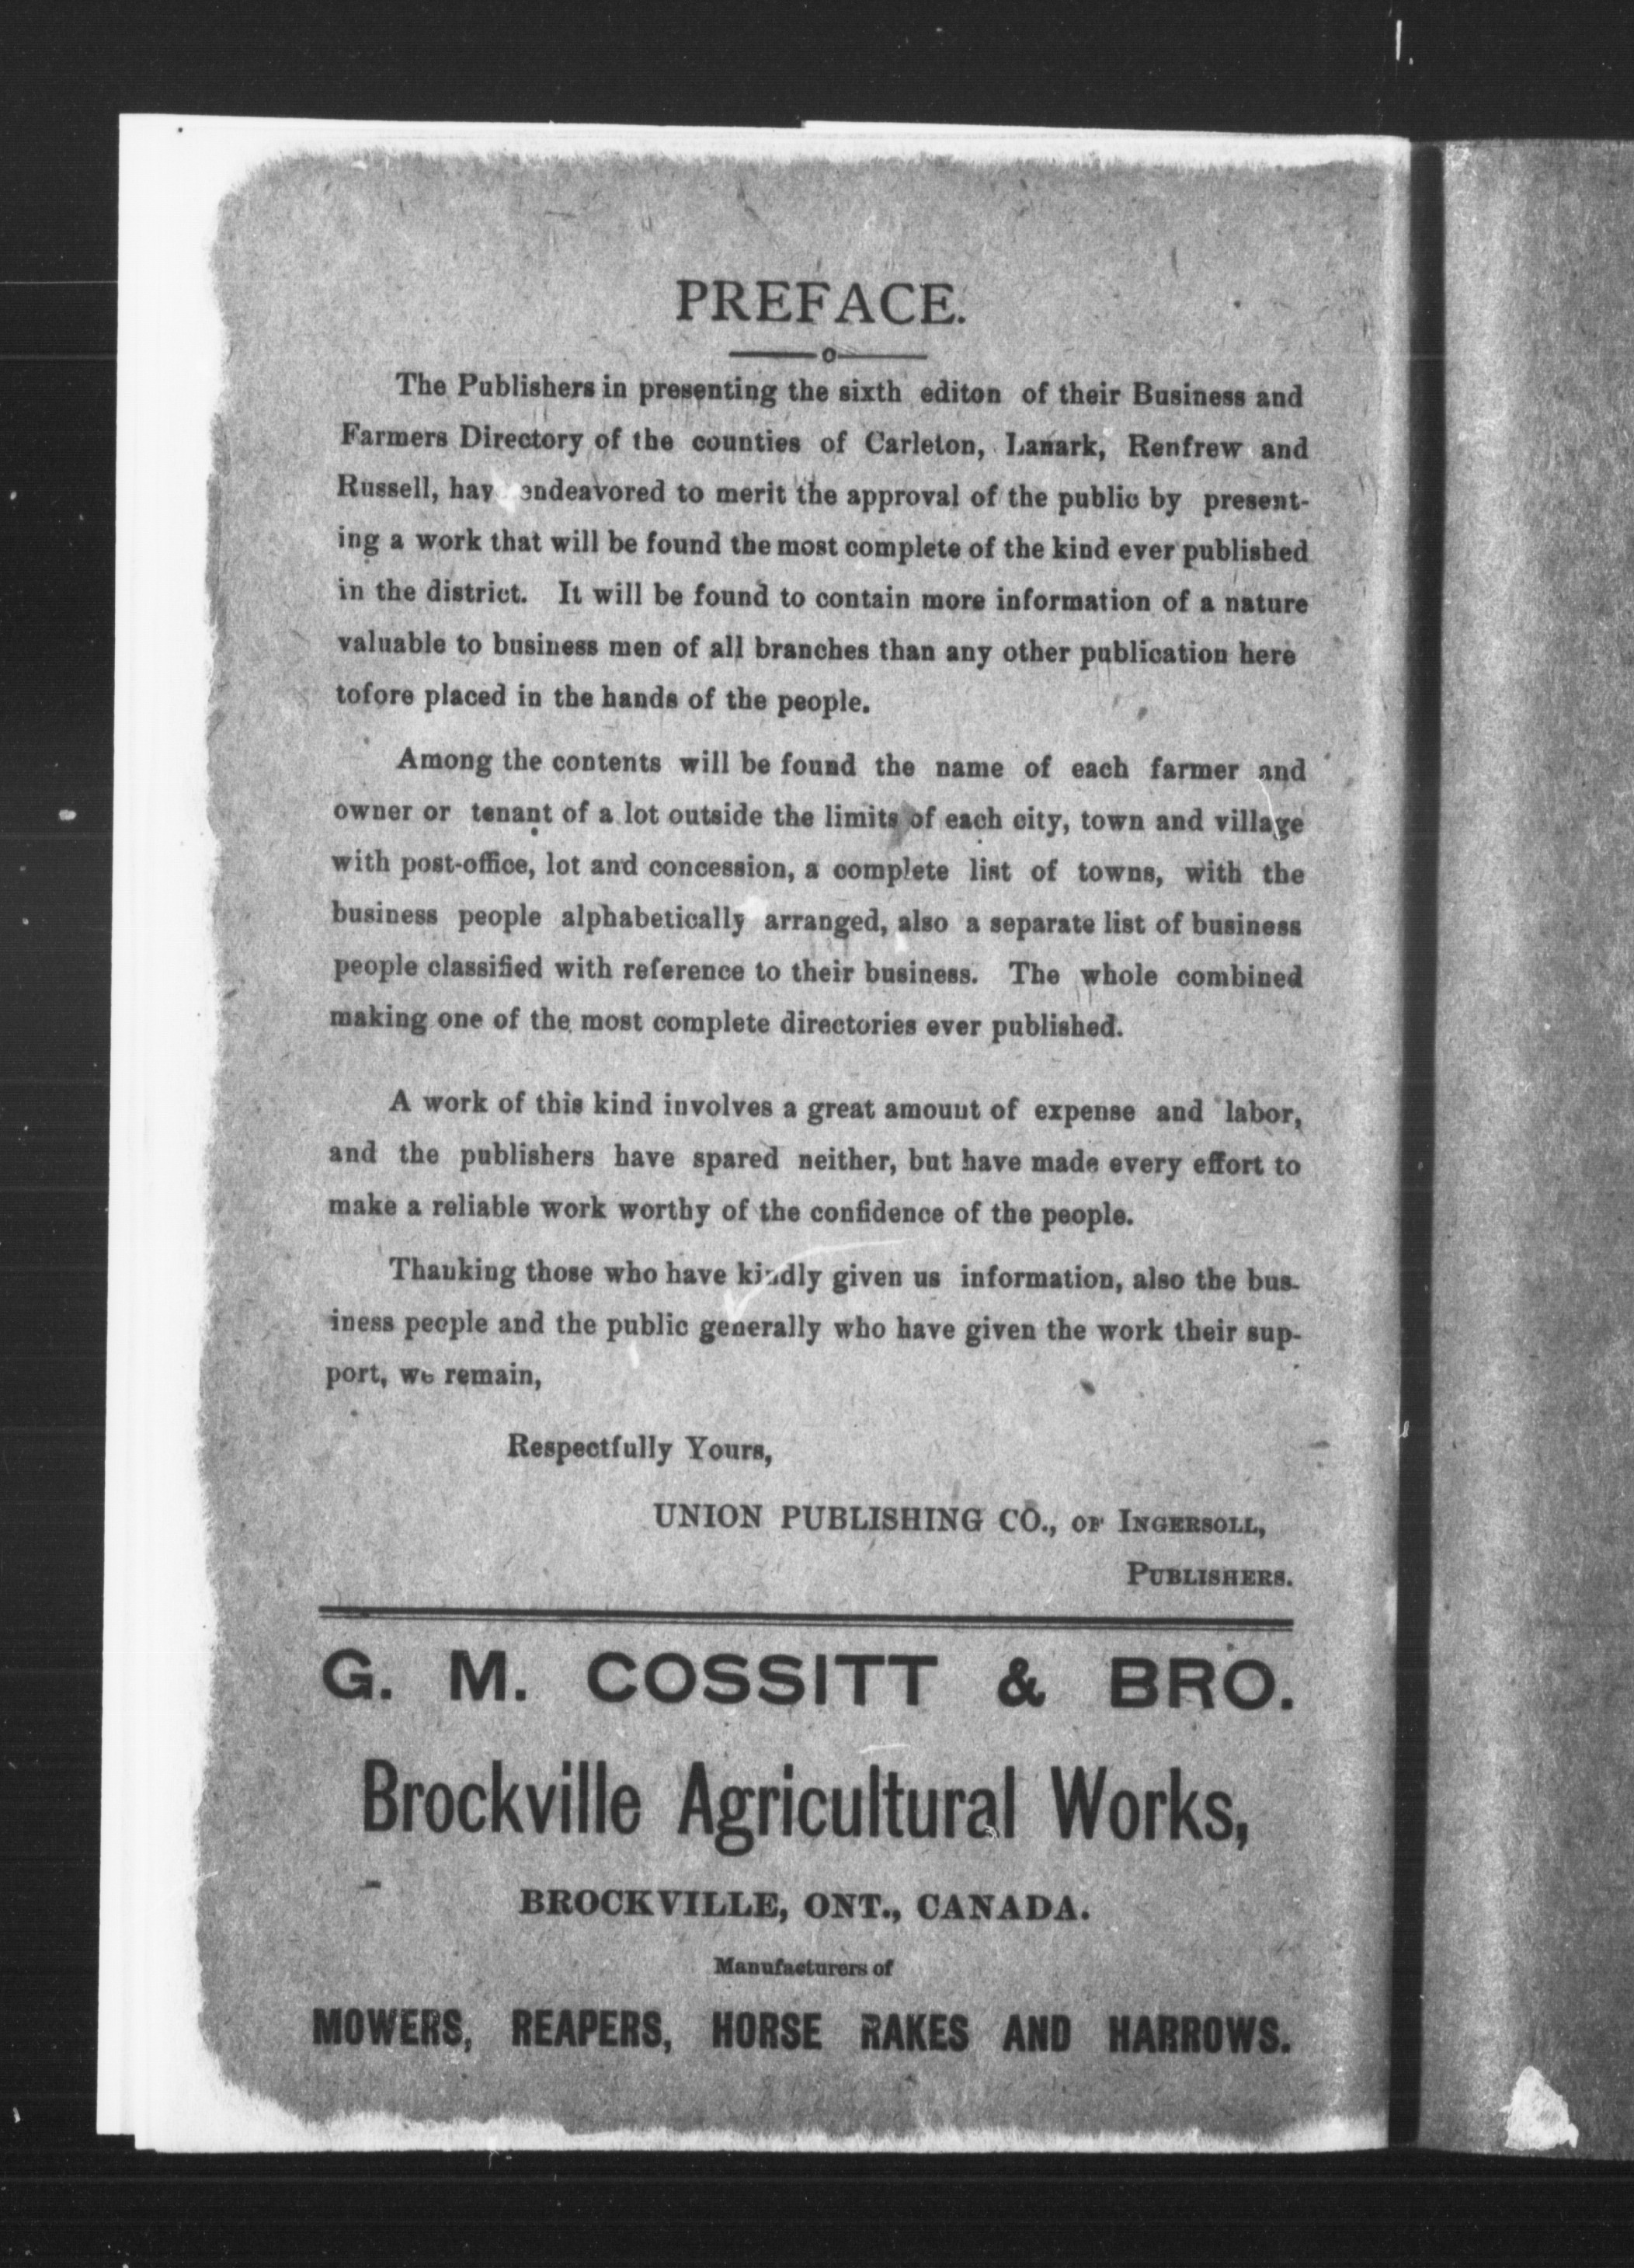 PREFACE.
The Publishers in presenting the sixth editon of their Business and
Farmers Directory of the counties of Carleton, Lanark, Renfrew and
Russell, hav endeavored to merit the approval of the public by present-
ing a work that will be found the most complete of the kind ever published
in the district. It will be found to contain more information of a nature
valuable to business men of all branches than any other publication here
tofore placed in the hands of the people.
Among the contents will be found the name of each farmer and
owner or tenant of a lot outside the limits of each city, town and village
with post-office, lot and concession, a complete list of towns, with the
business people alphabetically arranged, also a separate list of business
people classified with reference to their business. The whole combined
making one of the most complete directories ever published.
A work of this kind involves a great amount of expense and labor,
and the publishers have spared neither, but have made every effort to
make a reliable work worthy of the confidence of the people.
Thanking those who have kindly given us information, also the bus-
iness people and the public generally who have given the work their sup-
port, we remain,
Respectfully Yours,
UNION PUBLISHING CO., OF INGERSOLL,
PUBLISHERS.
G. M. COSSITT & BRO.
Brockville Agricultural Works,
BROCKVILLE, ONT., CANADA.
Manufacturers of
MOWERS, REAPERS, HORSE RAKES AND HARROWS.